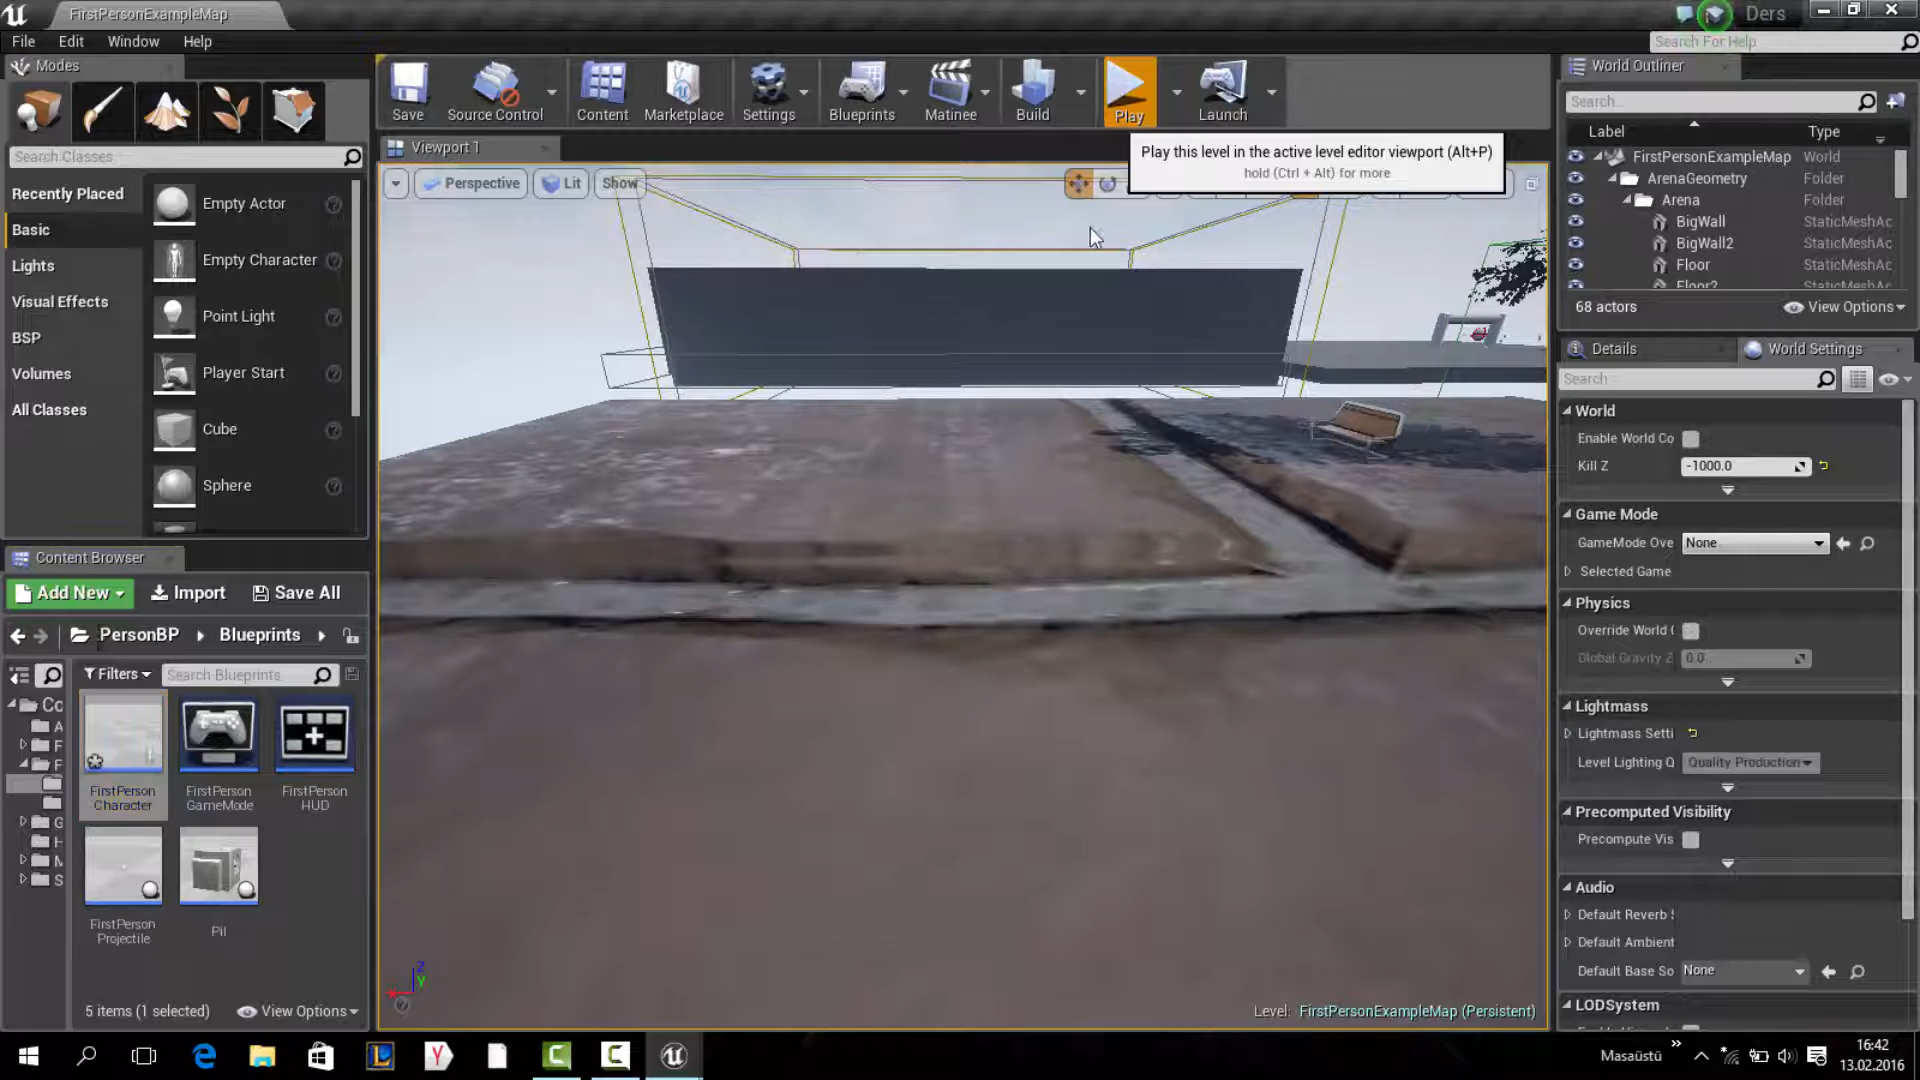 FirstPersonExampleMap
Ders
File Edit Window Help
Search For Help
Modes
Search Classes
Recently Placed
Basic
Lights
Visual Effects
BSP
Volumes
All Classes
Empty Actor
Empty Character
Point Light
Player Start
Cube
Sphere
Save
Source Control
Content
Marketplace
Settings
Blueprints
Matinee
Build
Play
Launch
Play this level in the active level editor viewport (Alt+P)
hold (Ctrl + Alt) for more
Viewport 1
Perspective
Lit
Show
Level: FirstPersonExampleMap (Persistent)
Content Browser
Add New
Import
Save All
PersonBP
Blueprints
Filters
Search Blueprints
Co
A
F
F
G
H
M
S
FirstPerson
Character
FirstPerson
GameMode
FirstPerson
HUD
FirstPerson
Projectile
Pil
5 items (1 selected)
View Options
World Outliner
Search...
Label Type
FirstPersonExampleMap World
ArenaGeometry Folder
Arena Folder
BigWall StaticMeshAc
BigWall2 StaticMeshAc
Floor StaticMeshAc
Floor2 StaticMeshAc
68 actors
View Options
Details
World Settings
Search
World
Enable World Co
Kill Z -1000.0
Game Mode
GameMode Ove None
Selected Game
Physics
Override World
Global Gravity Z 0.0
Lightmass
Lightmass Setti
Level Lighting Q Quality Production
Precomputed Visibility
Precompute Vis
Audio
Default Reverb
Default Ambient
Default Base So None
LODSystem
Z
Y
Masaüstü
16:42
13.02.2016